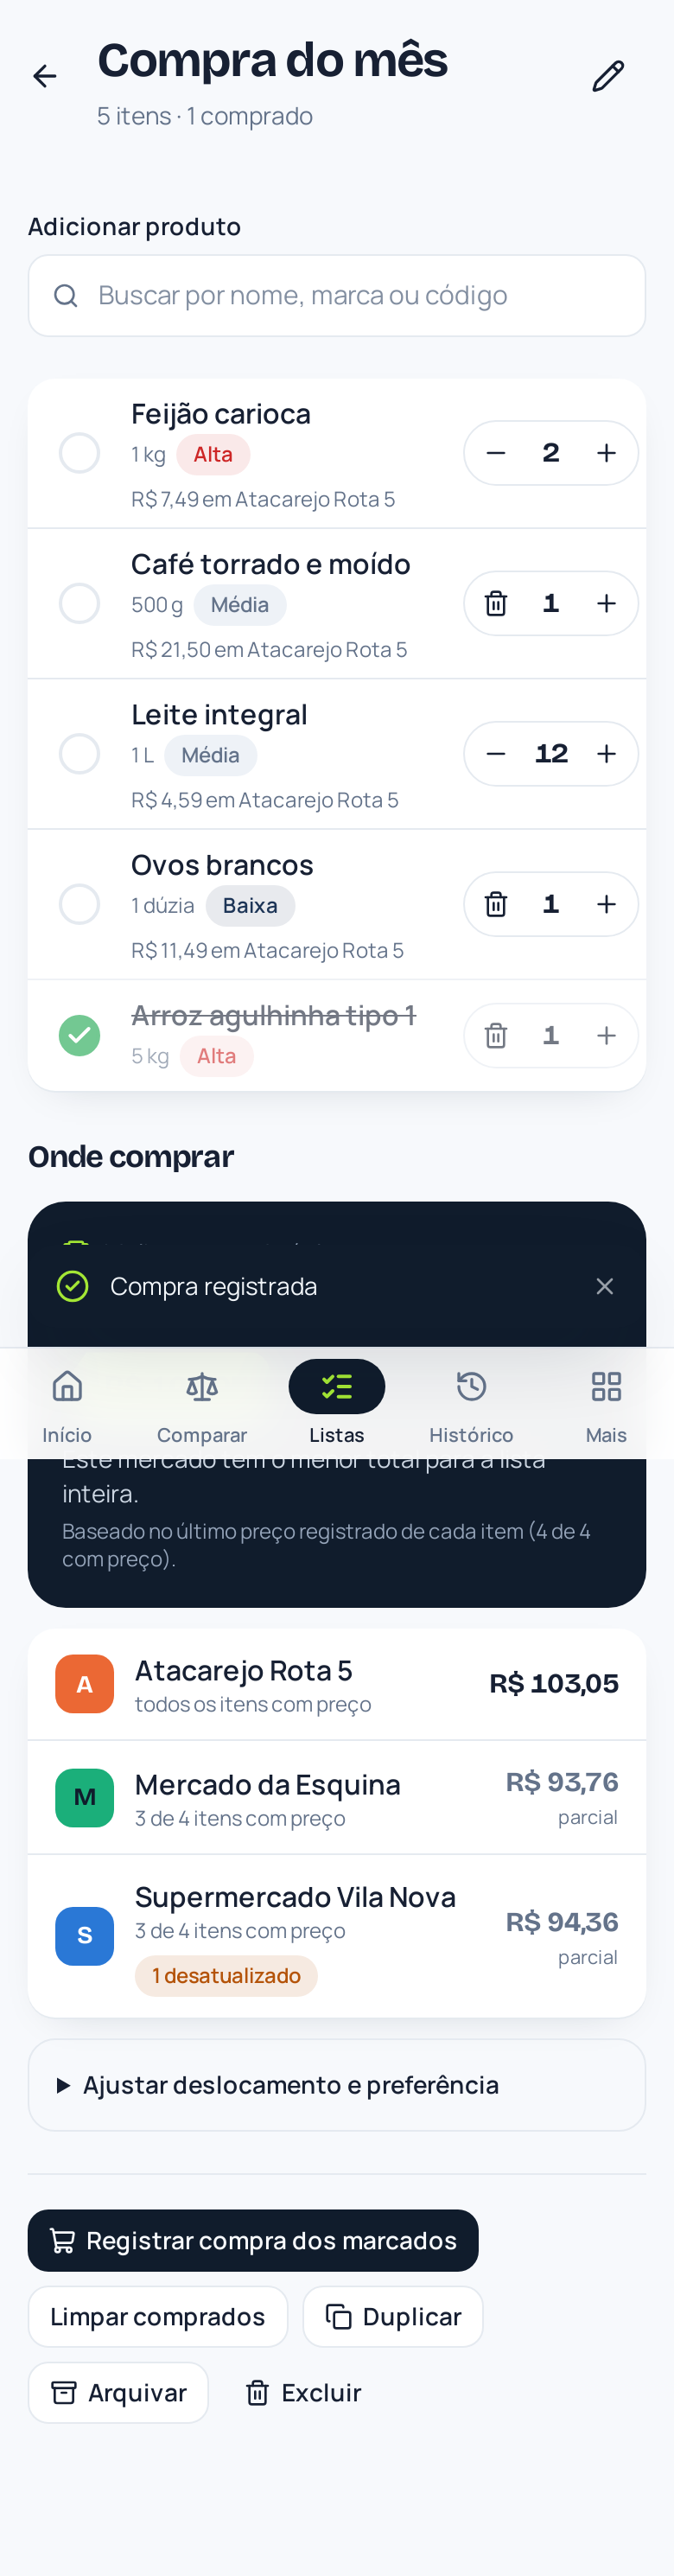 Compra do mês
5 itens · 1 comprado
Adicionar produto
Buscar por nome, marca ou código
Feijão carioca
1 kg Alta
R$ 7,49 em Atacarejo Rota 5
2
Café torrado e moído
500 g Média
R$ 21,50 em Atacarejo Rota 5
1
Leite integral
1 L Média
R$ 4,59 em Atacarejo Rota 5
12
Ovos brancos
1 dúzia Baixa
R$ 11,49 em Atacarejo Rota 5
1
Arroz agulhinha tipo 1
5 kg Alta
1
Onde comprar
Compra registrada
Início Comparar Listas Histórico Mais
Este mercado tem o menor total para a lista
inteira.
Baseado no último preço registrado de cada item (4 de 4
com preço).
A
Atacarejo Rota 5
todos os itens com preço
R$ 103,05
M
Mercado da Esquina
3 de 4 itens com preço
R$ 93,76
parcial
S
Supermercado Vila Nova
3 de 4 itens com preço
1 desatualizado
R$ 94,36
parcial
Ajustar deslocamento e preferência
Registrar compra dos marcados
Limpar comprados Duplicar
Arquivar Excluir